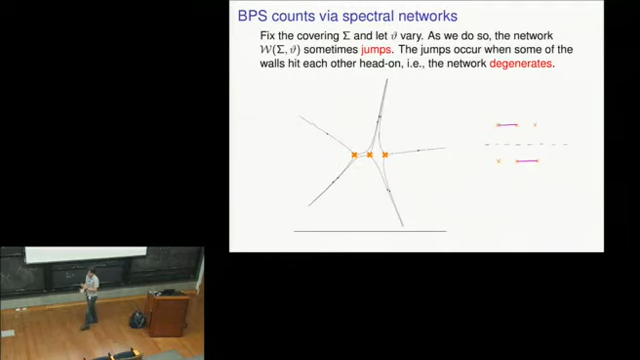 BPS counts via spectral networks
Fix the covering Σ and let ϑ vary. As we do so, the network
𝒲(Σ, ϑ) sometimes jumps. The jumps occur when some of the
walls hit each other head-on, i.e., the network degenerates.